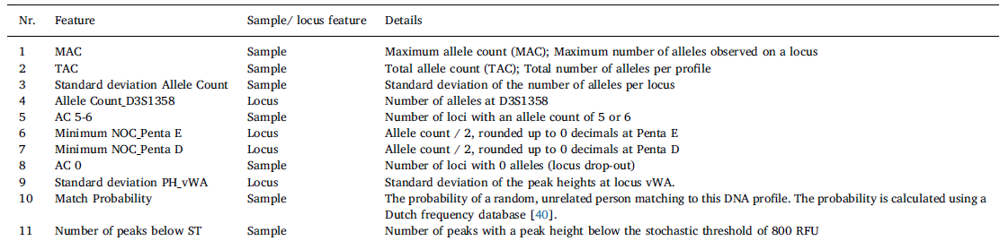 Nr. Feature Sample/ locus feature Details
1 MAC Sample Maximum allele count (MAC); Maximum number of alleles observed on a locus
2 TAC Sample Total allele count (TAC); Total number of alleles per profile
3 Standard deviation Allele Count Sample Standard deviation of the number of alleles per locus
4 Allele Count_D3S1358 Locus Number of alleles at D3S1358
5 AC 5-6 Sample Number of loci with an allele count of 5 or 6
6 Minimum NOC_Penta E Locus Allele count / 2, rounded up to 0 decimals at Penta E
7 Minimum NOC_Penta D Locus Allele count / 2, rounded up to 0 decimals at Penta D
8 AC 0 Sample Number of loci with 0 alleles (locus drop-out)
9 Standard deviation PH_vWA Locus Standard deviation of the peak heights at locus vWA.
10 Match Probability Sample The probability of a random, unrelated person matching to this DNA profile. The probability is calculated using a
Dutch frequency database [40].
11 Number of peaks below ST Sample Number of peaks with a peak height below the stochastic threshold of 800 RFU